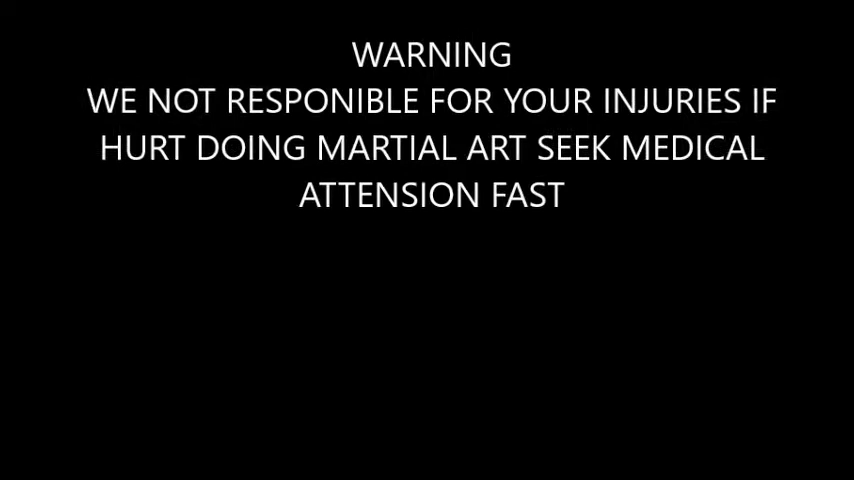 WARNING
WE NOT RESPONIBLE FOR YOUR INJURIES IF
HURT DOING MARTIAL ART SEEK MEDICAL
ATTENSION FAST